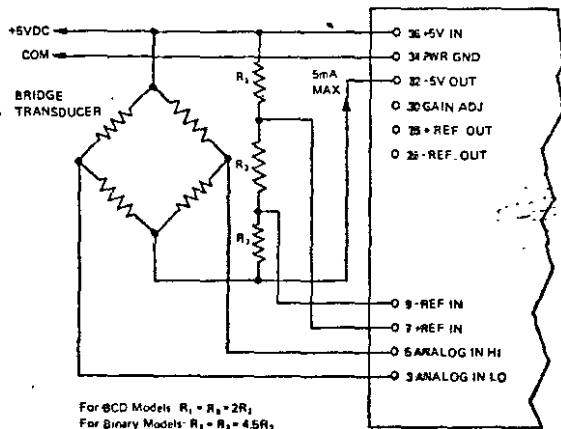 +5VDC
COM
BRIDGE
TRANSDUCER
R₁
R₂
R₃
5mA
MAX
36 +5V IN
34 PWR GND
32 -5V OUT
30 GAIN ADJ
28 + REF OUT
26 - REF OUT
9 -REF IN
7 +REF IN
5 ANALOG IN HI
3 ANALOG IN LO
For BCD Models: R₁ = R₃ = 2R₂
For Binary Models: R₁ = R₃ = 4.5R₂